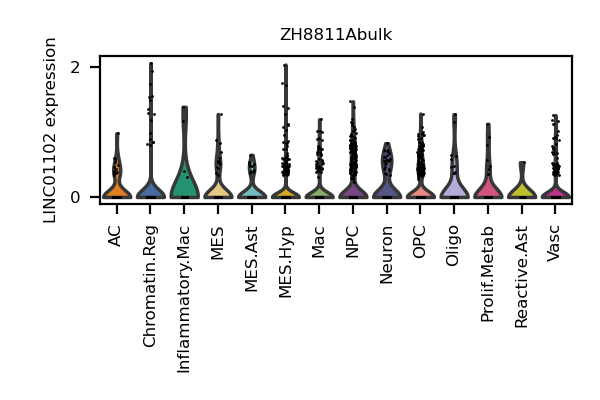 ZH8811Abulk
LINC01102 expression
2
0
AC
Chromatin.Reg
Inflammatory.Mac
MES
MES.Ast
MES.Hyp
Mac
NPC
Neuron
OPC
Oligo
Prolif.Metab
Reactive.Ast
Vasc